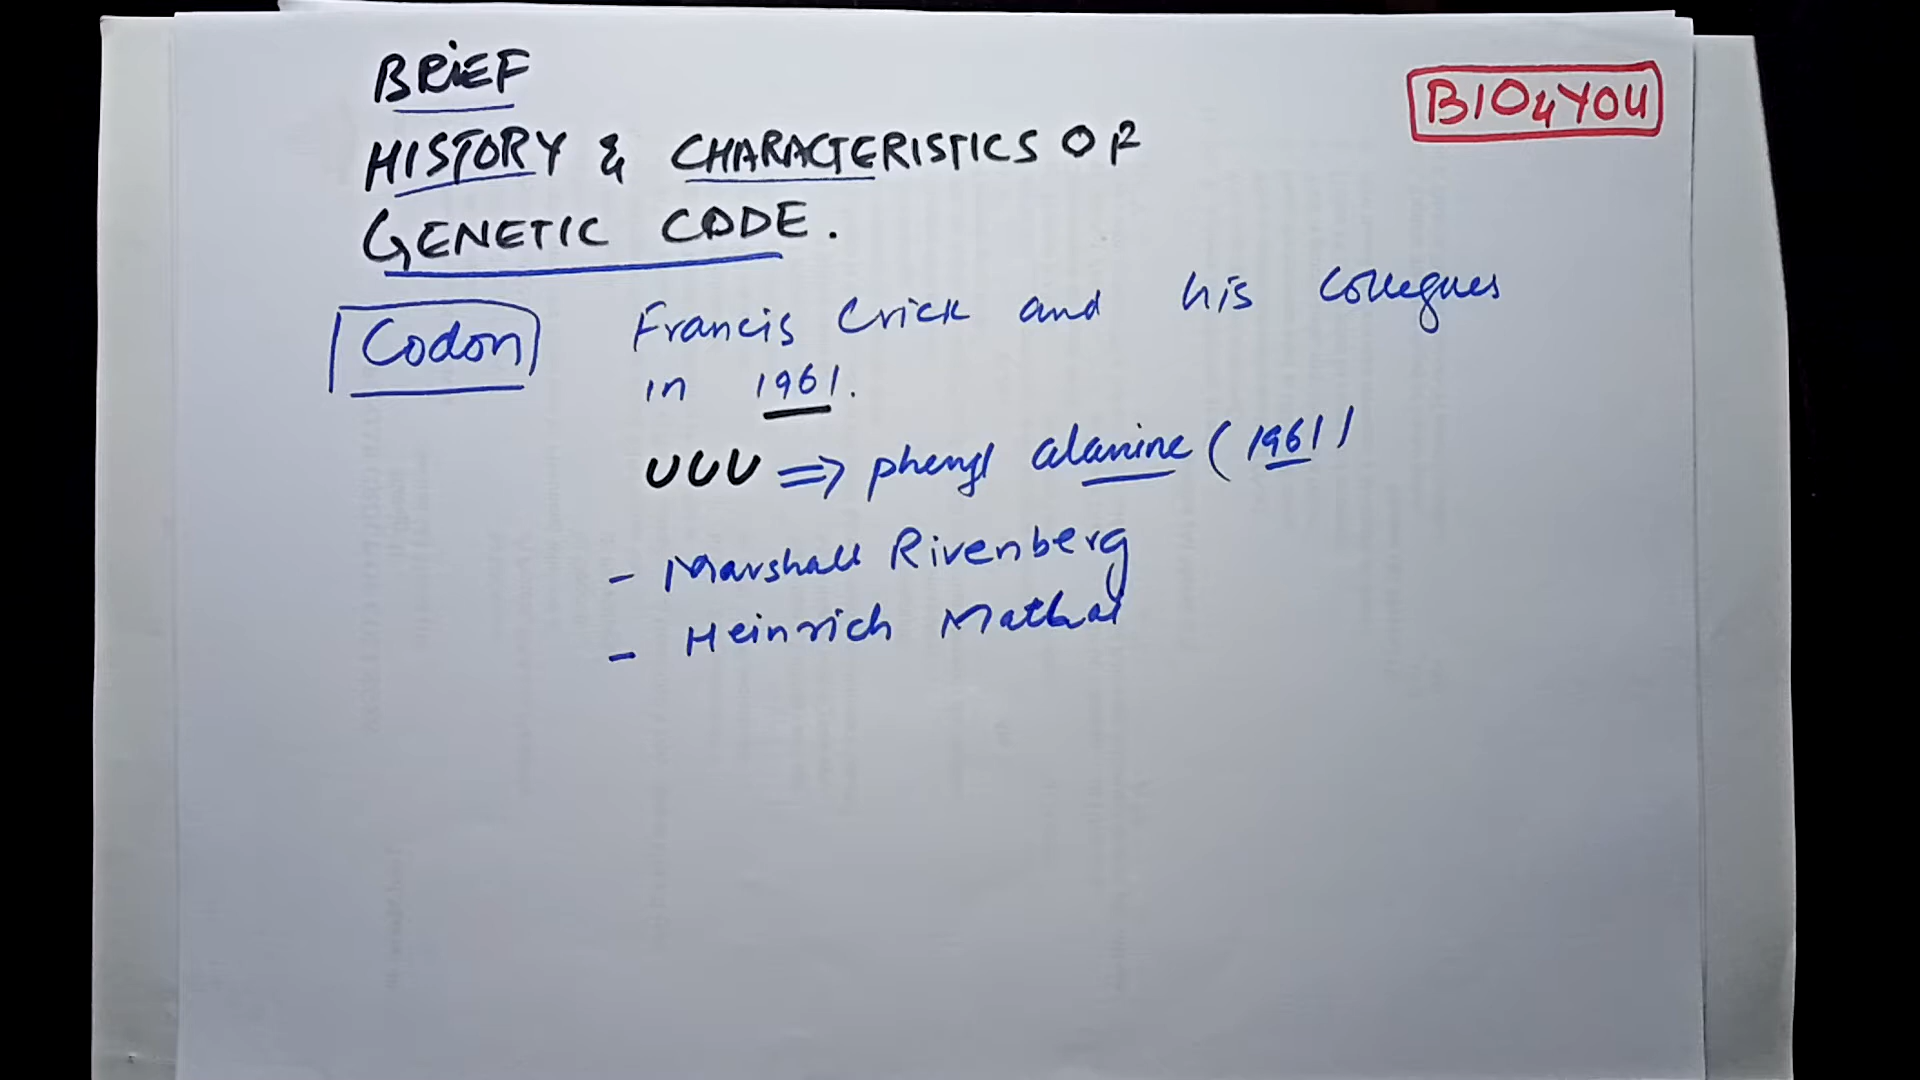 BRIEF
BIO4YOU
HISTORY & CHARACTERISTICS OF
GENETIC CODE.
Codon Francis Crick and his collegues
in 1961.
UUU ⇒ phenyl alanine (1961)
- Marshall Rivenberg
- Heinrich Mathai